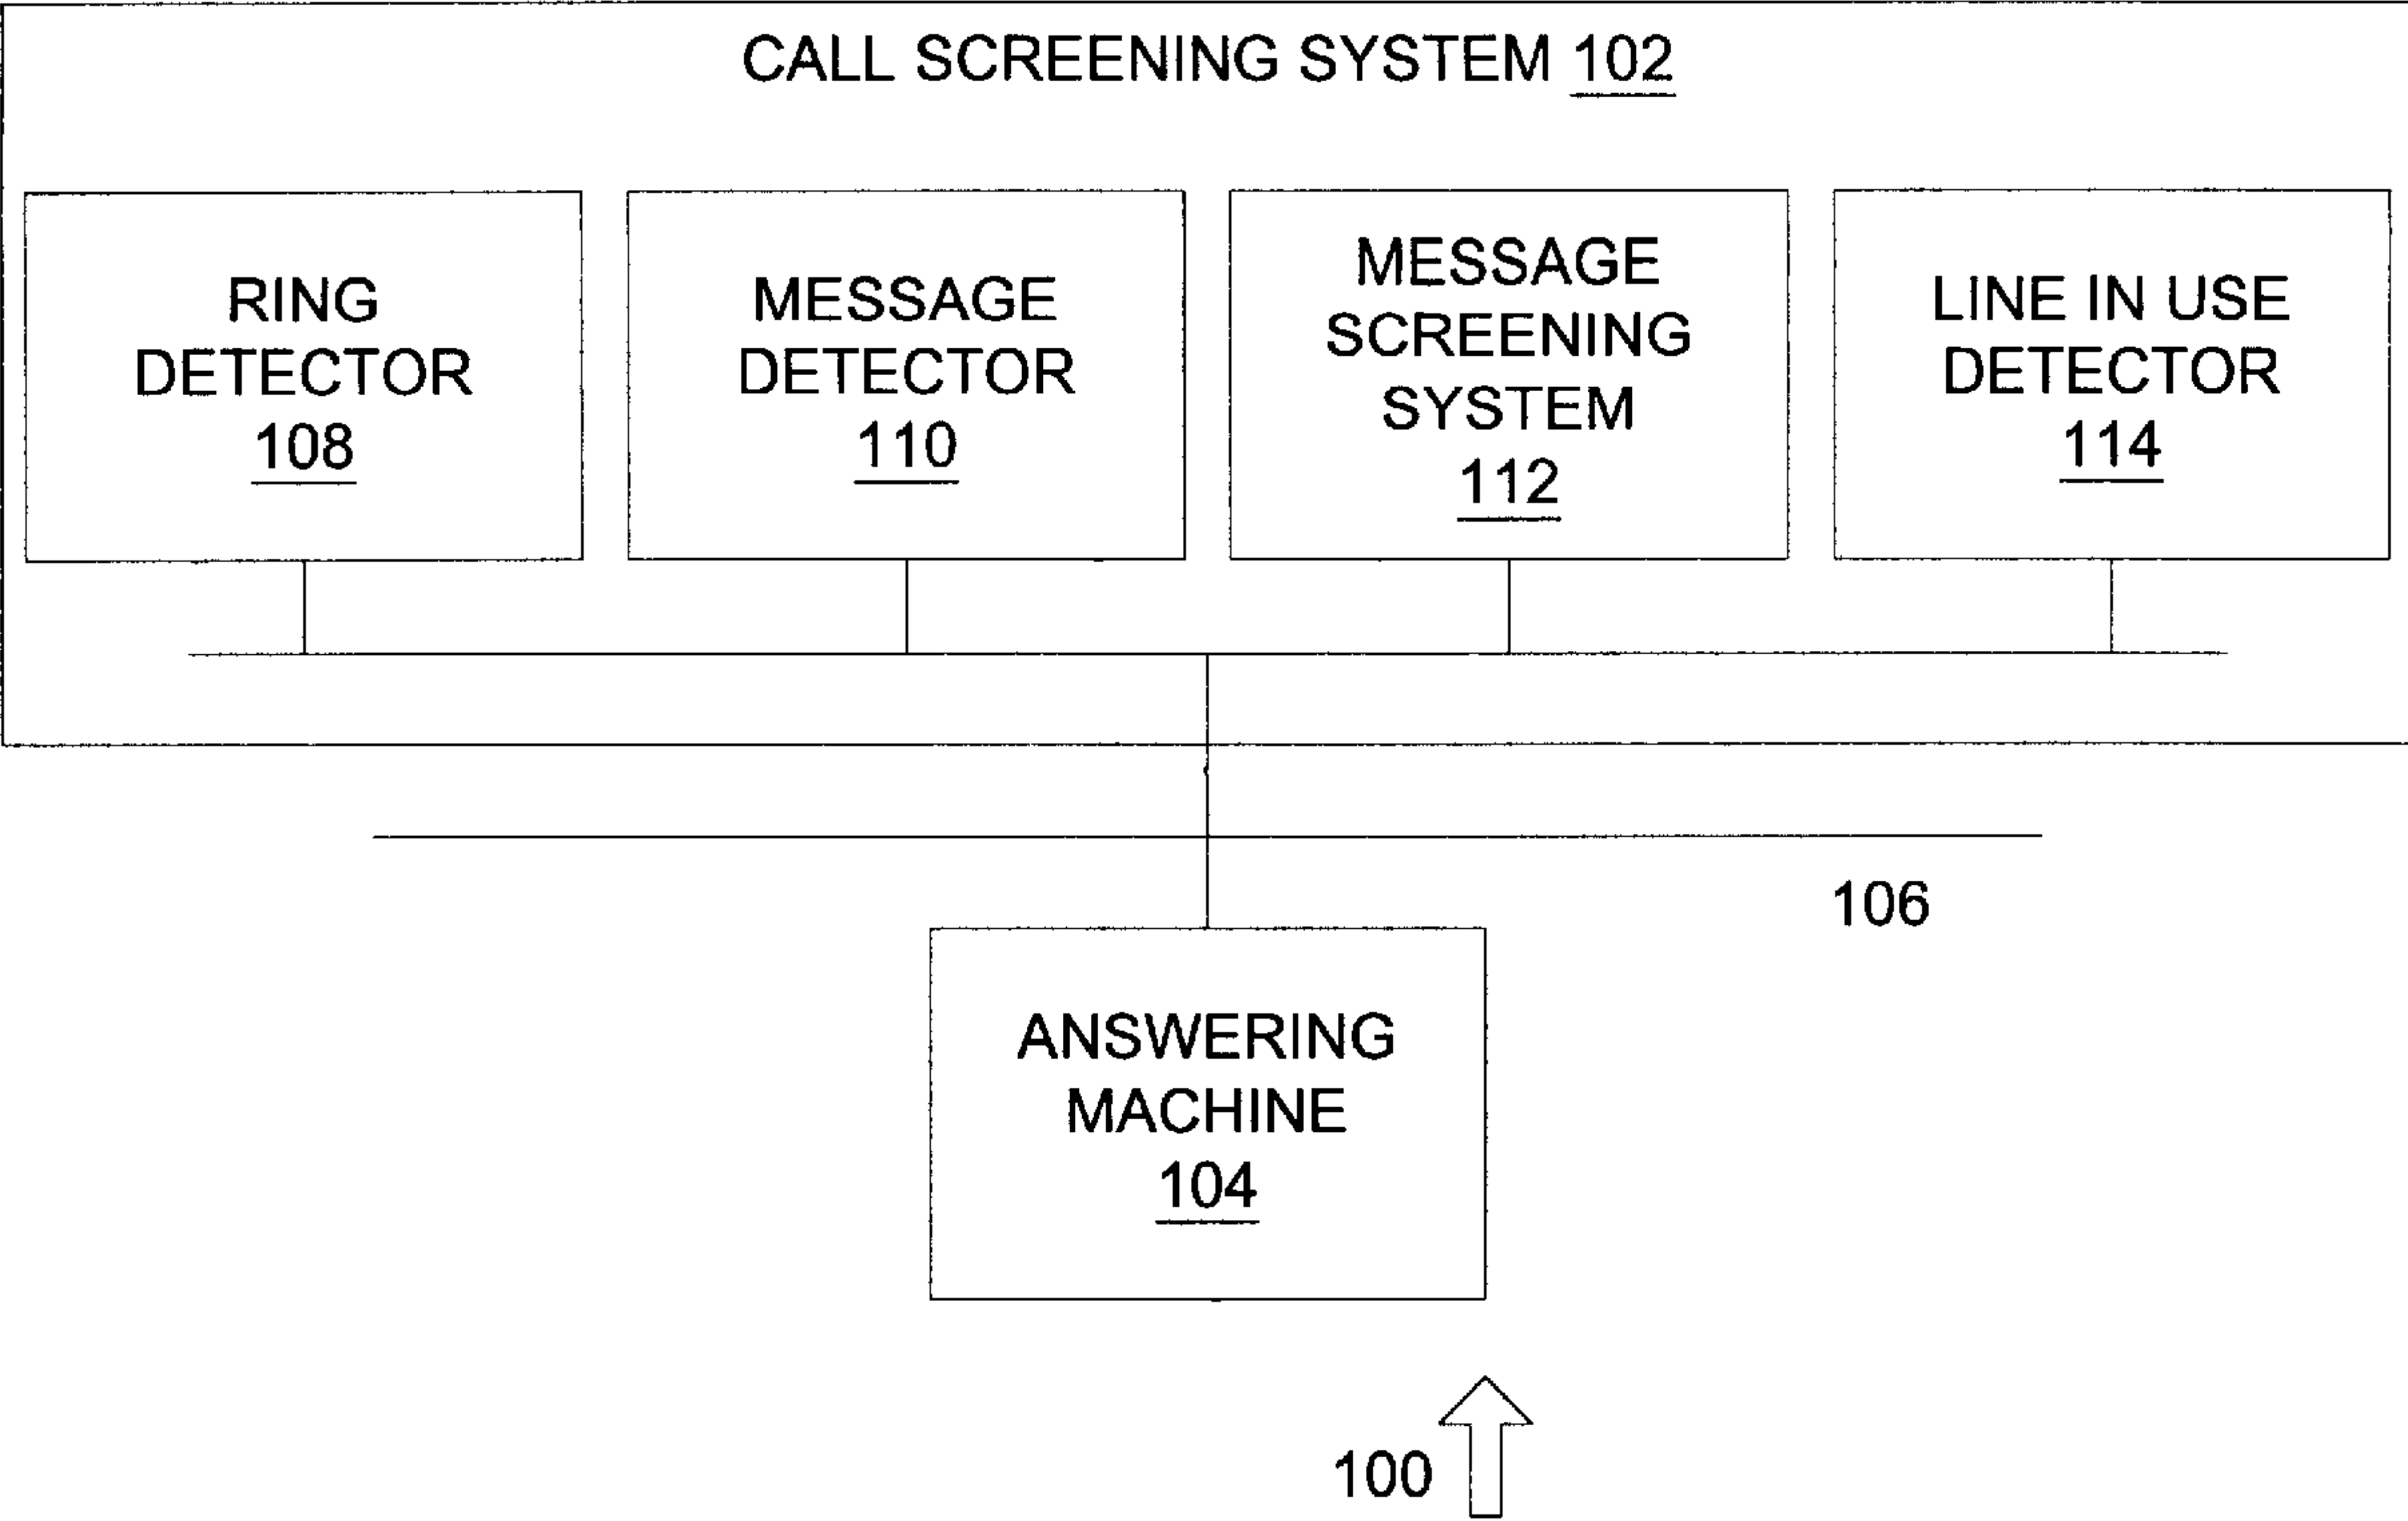 CALL SCREENING SYSTEM 102
RING
DETECTOR
108
MESSAGE
DETECTOR
110
MESSAGE
SCREENING
SYSTEM
112
LINE IN USE
DETECTOR
114
106
ANSWERING
MACHINE
104
100